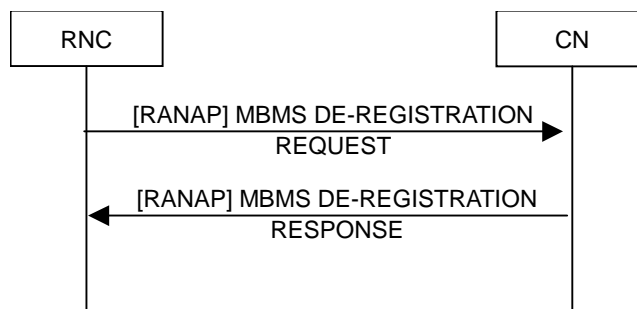 RNC
CN
[RANAP] MBMS DE-REGISTRATION
REQUEST
[RANAP] MBMS DE-REGISTRATION
RESPONSE